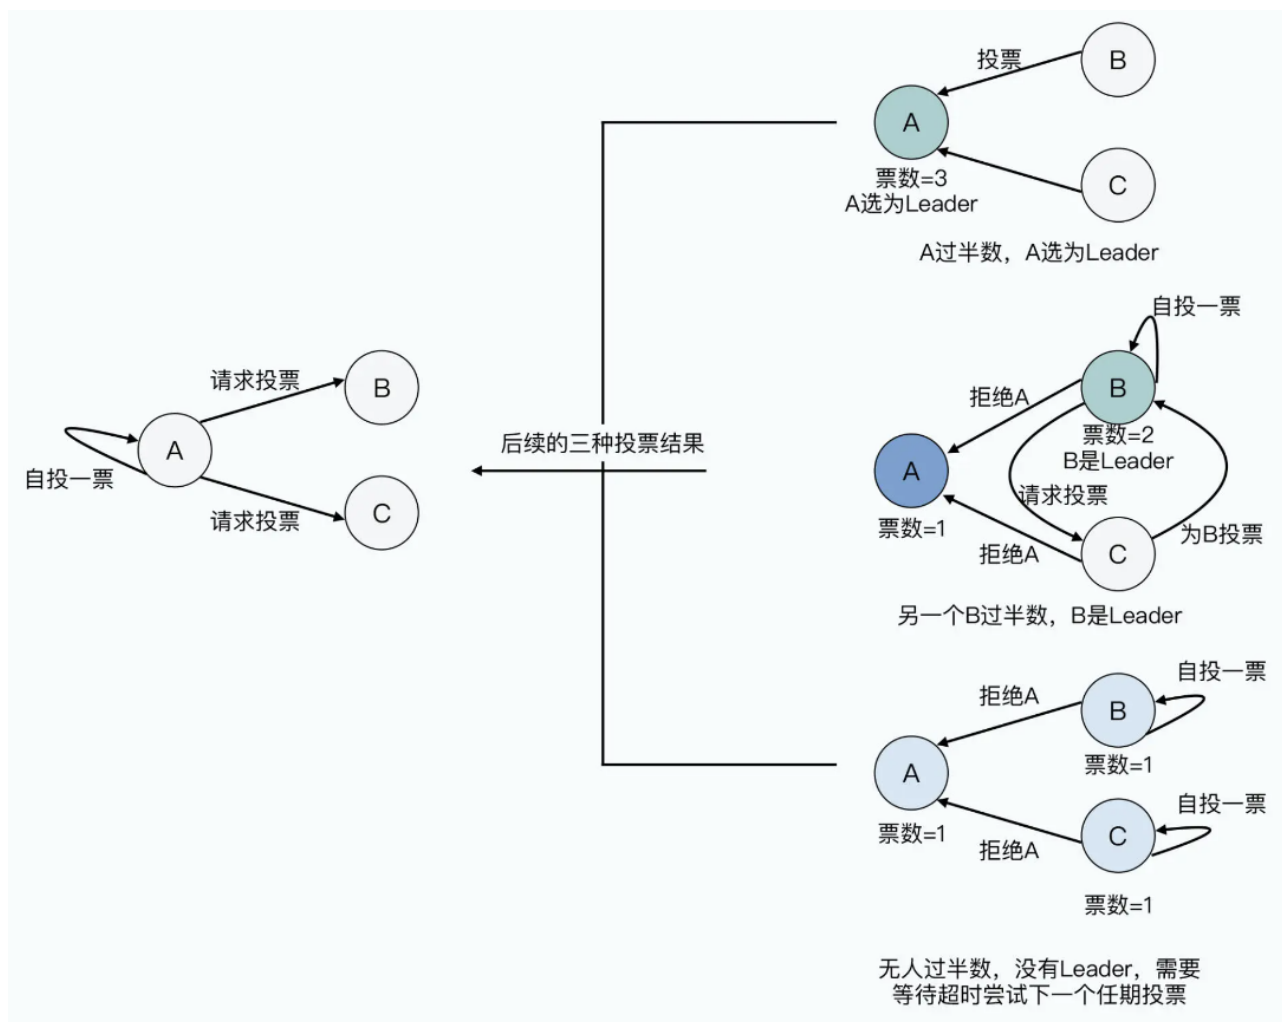 自投一票
A
请求投票
B
请求投票
C
后续的三种投票结果
投票
B
A
C
票数=3
A选为Leader
A过半数，A选为Leader
自投一票
拒绝A
B
票数=2
B是Leader
A
票数=1
请求投票
拒绝A
C
为B投票
另一个B过半数，B是Leader
自投一票
拒绝A
B
票数=1
A
票数=1
自投一票
拒绝A
C
票数=1
无人过半数，没有Leader，需要
等待超时尝试下一个任期投票